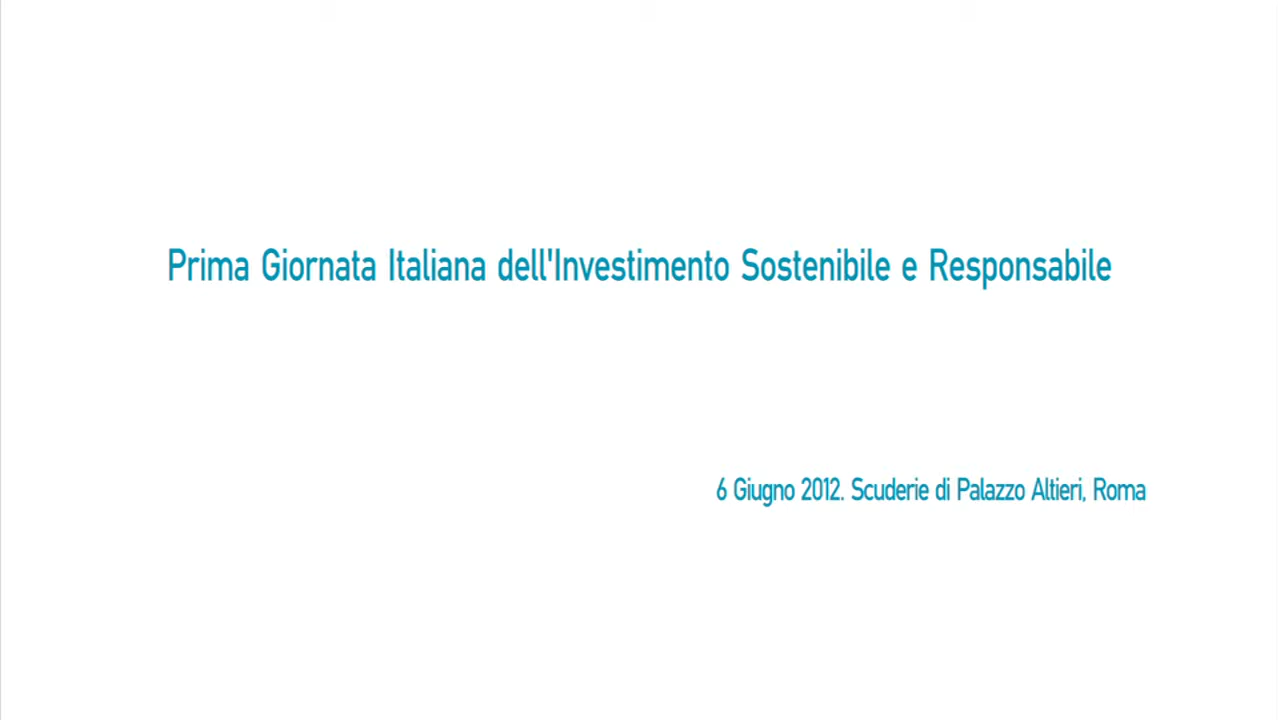 Prima Giornata Italiana dell'Investimento Sostenibile e Responsabile
6 Giugno 2012. Scuderie di Palazzo Altieri, Roma